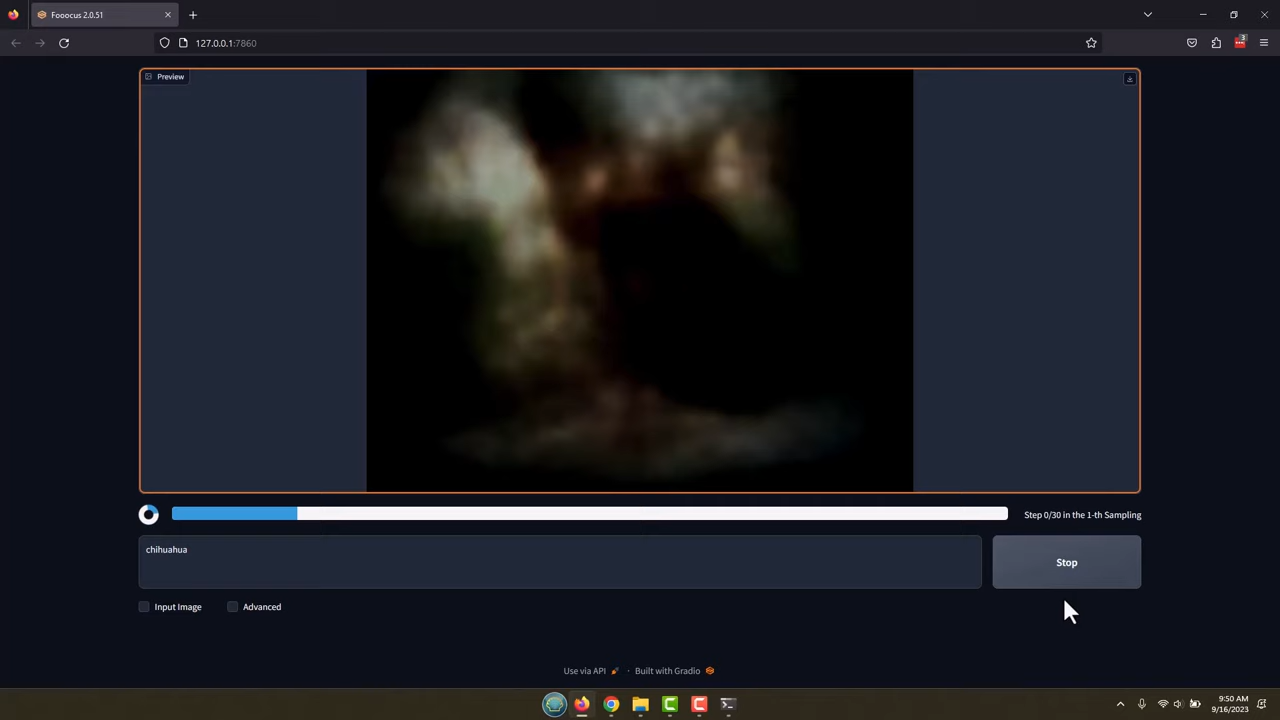 Fooocus 2.0.51
127.0.0.1:7860
3
Preview
Step 0/30 in the 1-th Sampling
chihuahua
Stop
Input Image
Advanced
Use via API · Built with Gradio
9:50 AM
9/16/2023